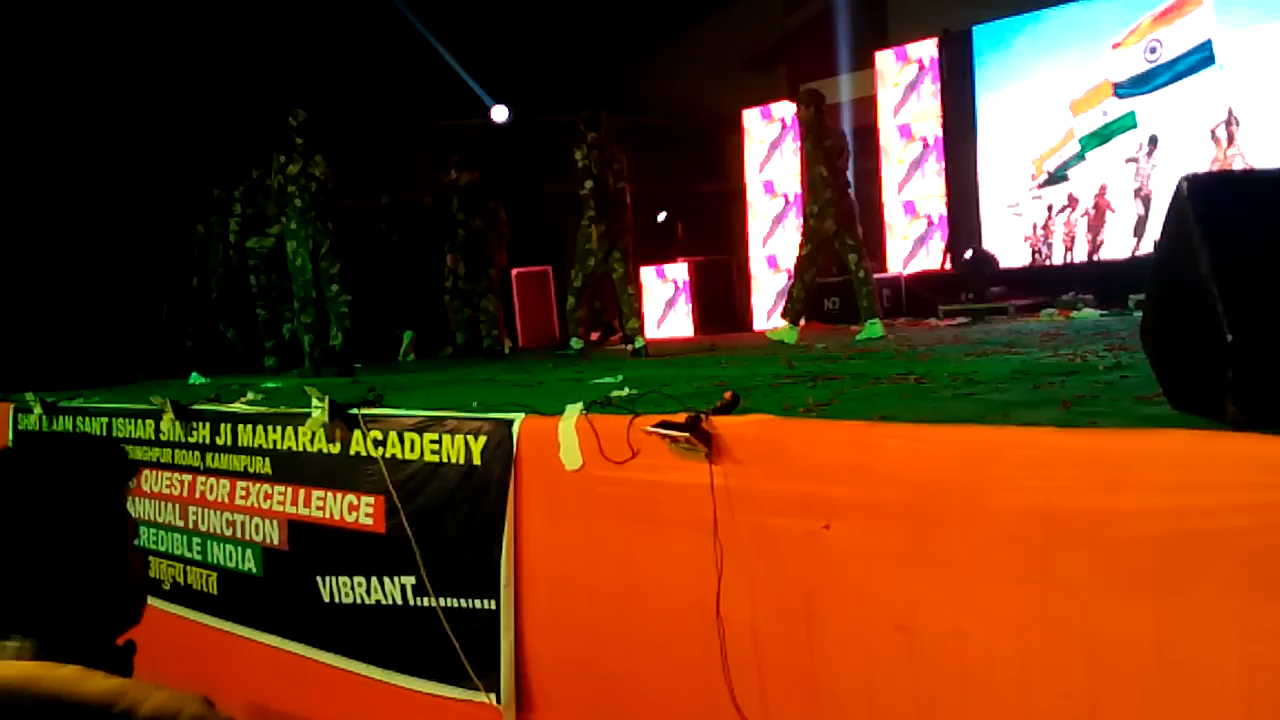 SANT ISHAR SINGH JI MAHARAJ ACADEMY
ROAD, KAMINPURA
QUEST FOR EXCELLENCE
ANNUAL FUNCTION
REDIBLE INDIA
अतुल्य भारत
VIBRANT...........